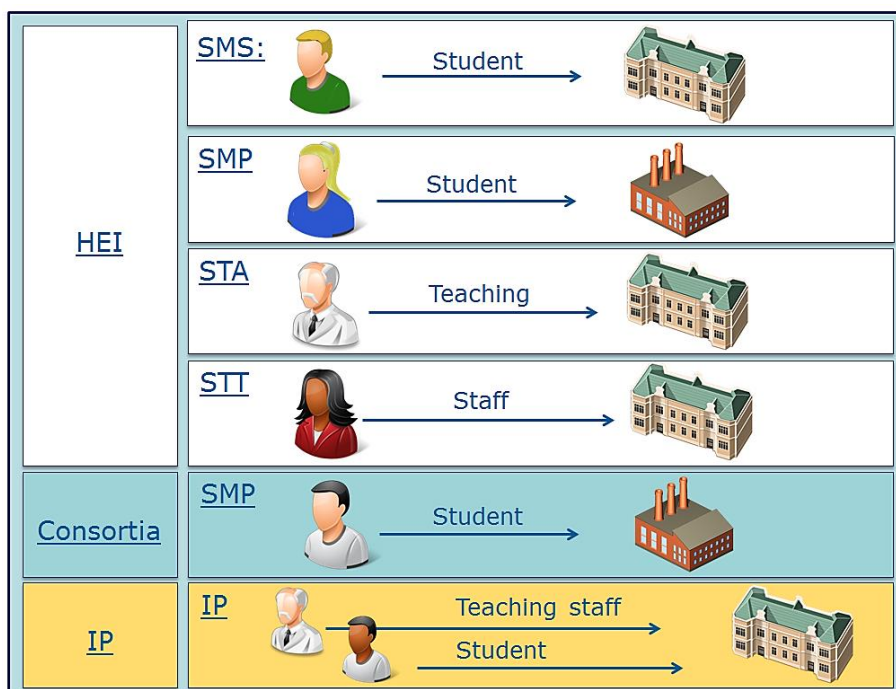 SMS:
Student
SMP
Student
HEI
STA
Teaching
STT
Staff
Consortia
SMP
Student
IP
IP
Teaching staff
Student